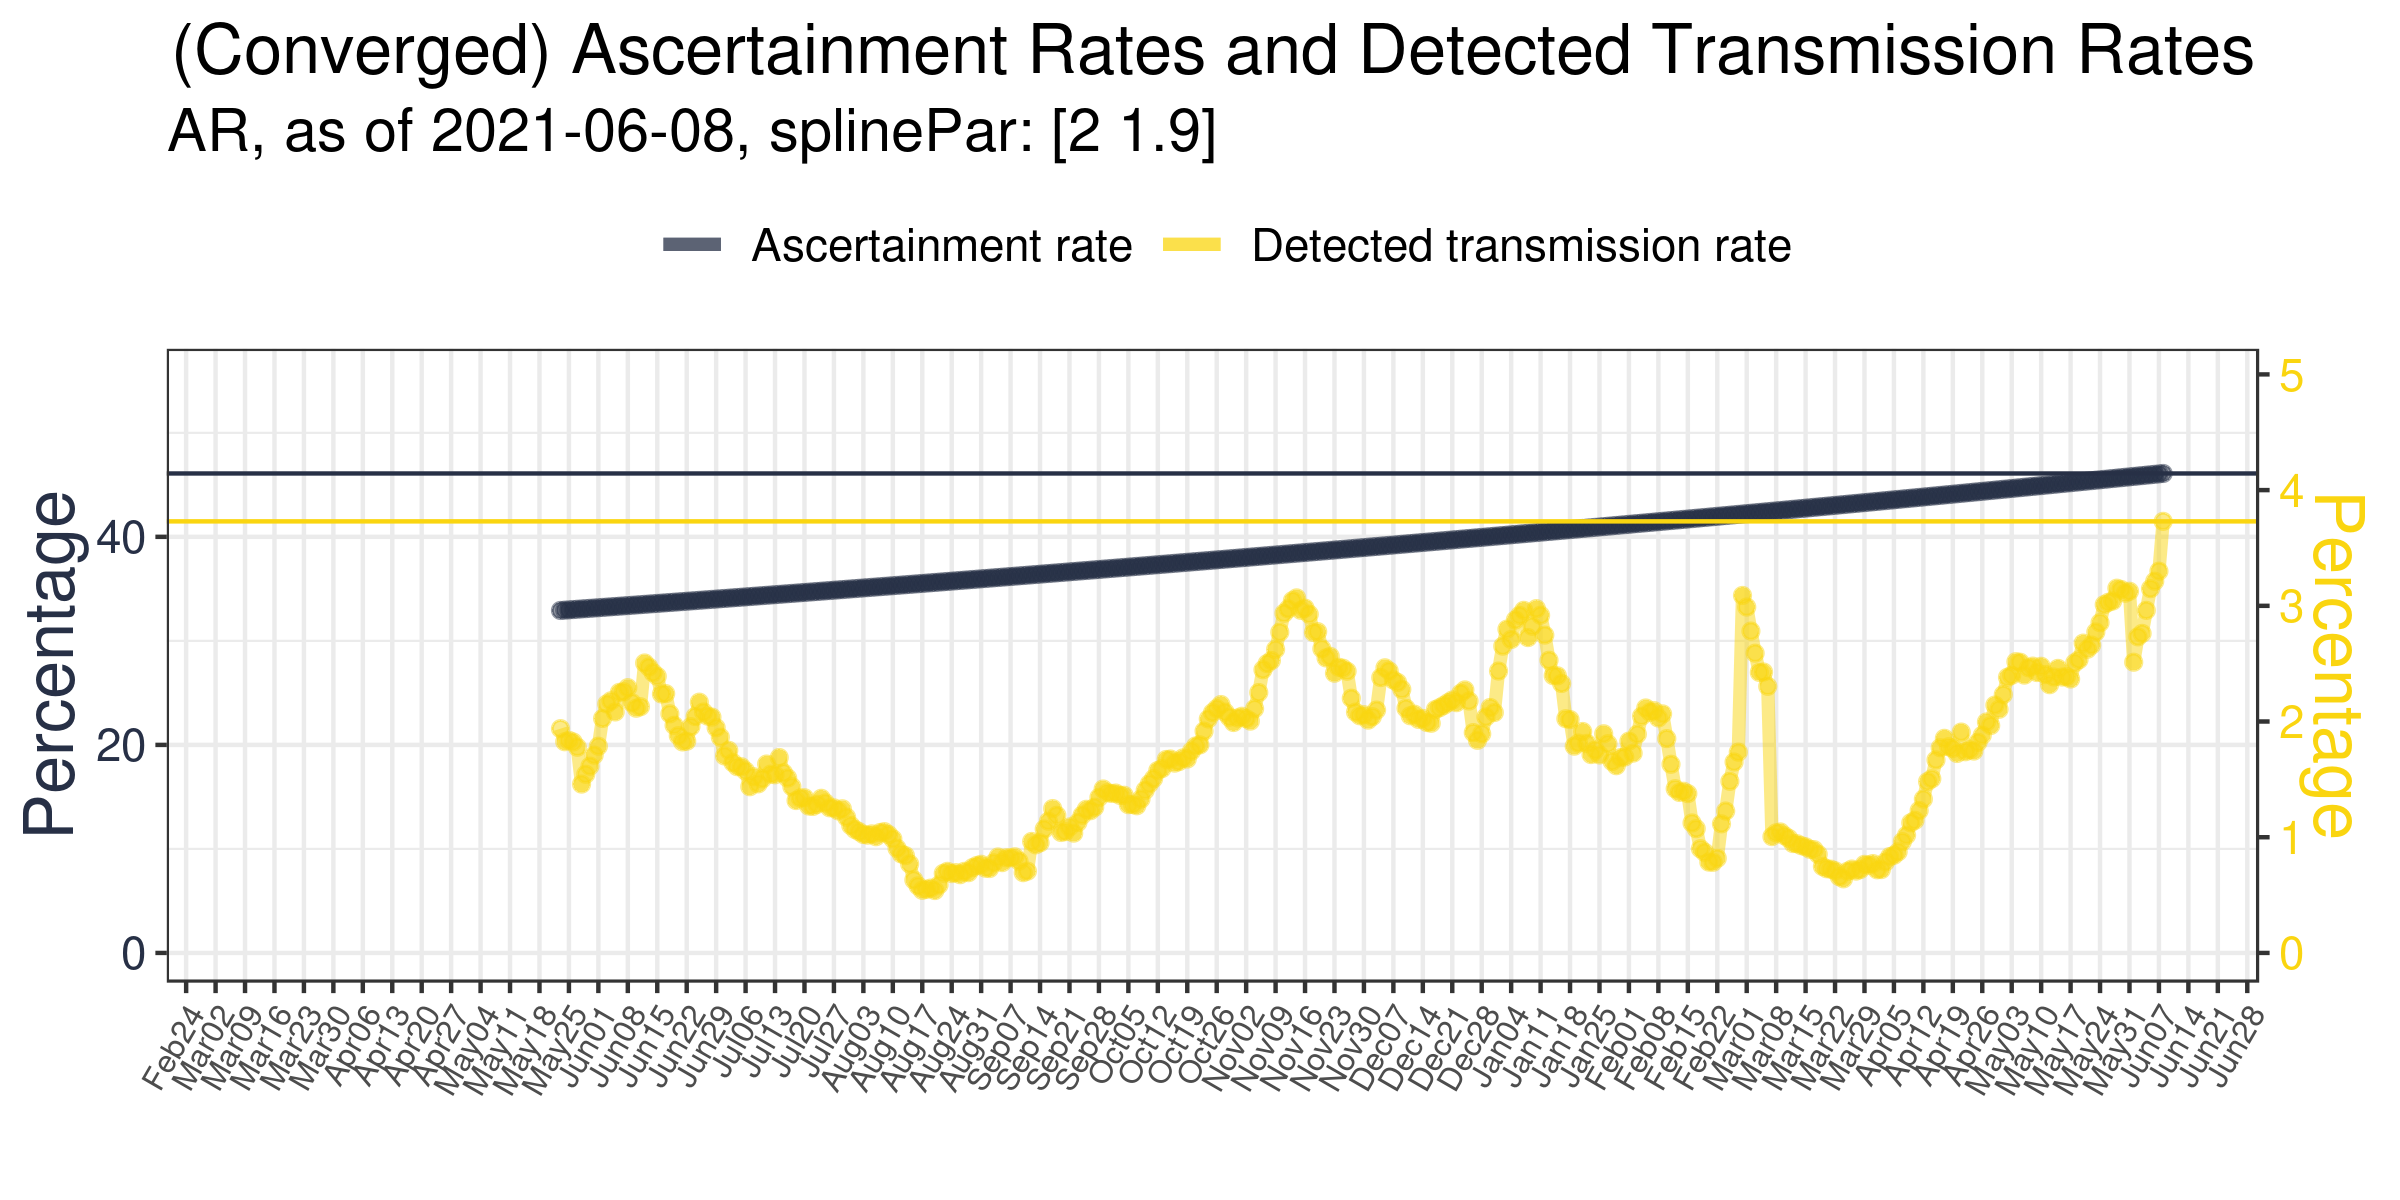 (Converged) Ascertainment Rates and Detected Transmission Rates
AR, as of 2021-06-08, splinePar: [2 1.9]
Ascertainment rate
Detected transmission rate
Percentage
40
20
0
5
4
3
2
1
0
Percentage
Feb24
Mar02
Mar09
Mar16
Mar23
Mar30
Apr06
Apr13
Apr20
Apr27
May04
May11
May18
May25
Jun01
Jun08
Jun15
Jun22
Jun29
Jul06
Jul13
Jul20
Jul27
Aug03
Aug10
Aug17
Aug24
Aug31
Sep07
Sep14
Sep21
Sep28
Oct05
Oct12
Oct19
Oct26
Nov02
Nov09
Nov16
Nov23
Nov30
Dec07
Dec14
Dec21
Dec28
Jan04
Jan11
Jan18
Jan25
Feb01
Feb08
Feb15
Feb22
Mar01
Mar08
Mar15
Mar22
Mar29
Apr05
Apr12
Apr19
Apr26
May03
May10
May17
May24
May31
Jun07
Jun14
Jun21
Jun28